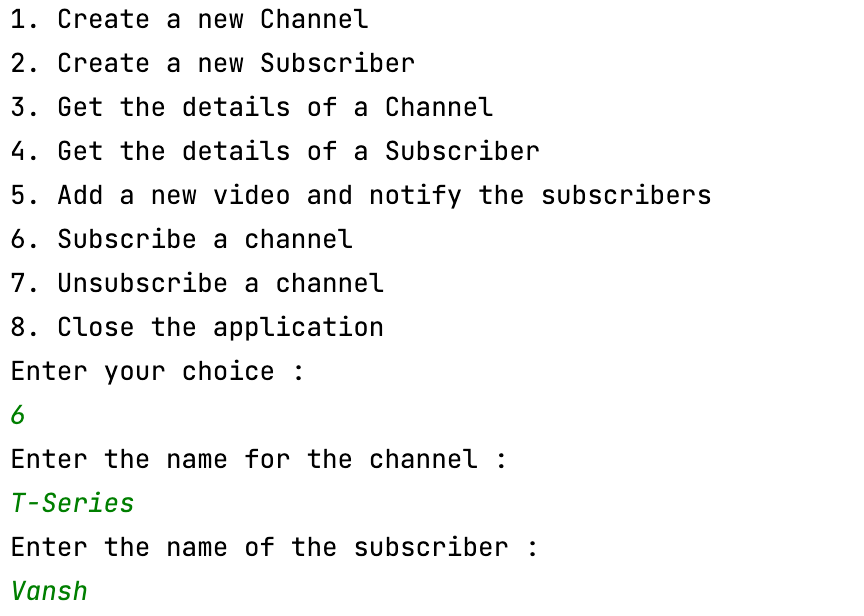 1. Create a new Channel
2. Create a new Subscriber
3. Get the details of a Channel
4. Get the details of a Subscriber
5. Add a new video and notify the subscribers
6. Subscribe a channel
7. Unsubscribe a channel
8. Close the application
Enter your choice :
6
Enter the name for the channel :
T-Series
Enter the name of the subscriber :
Vansh